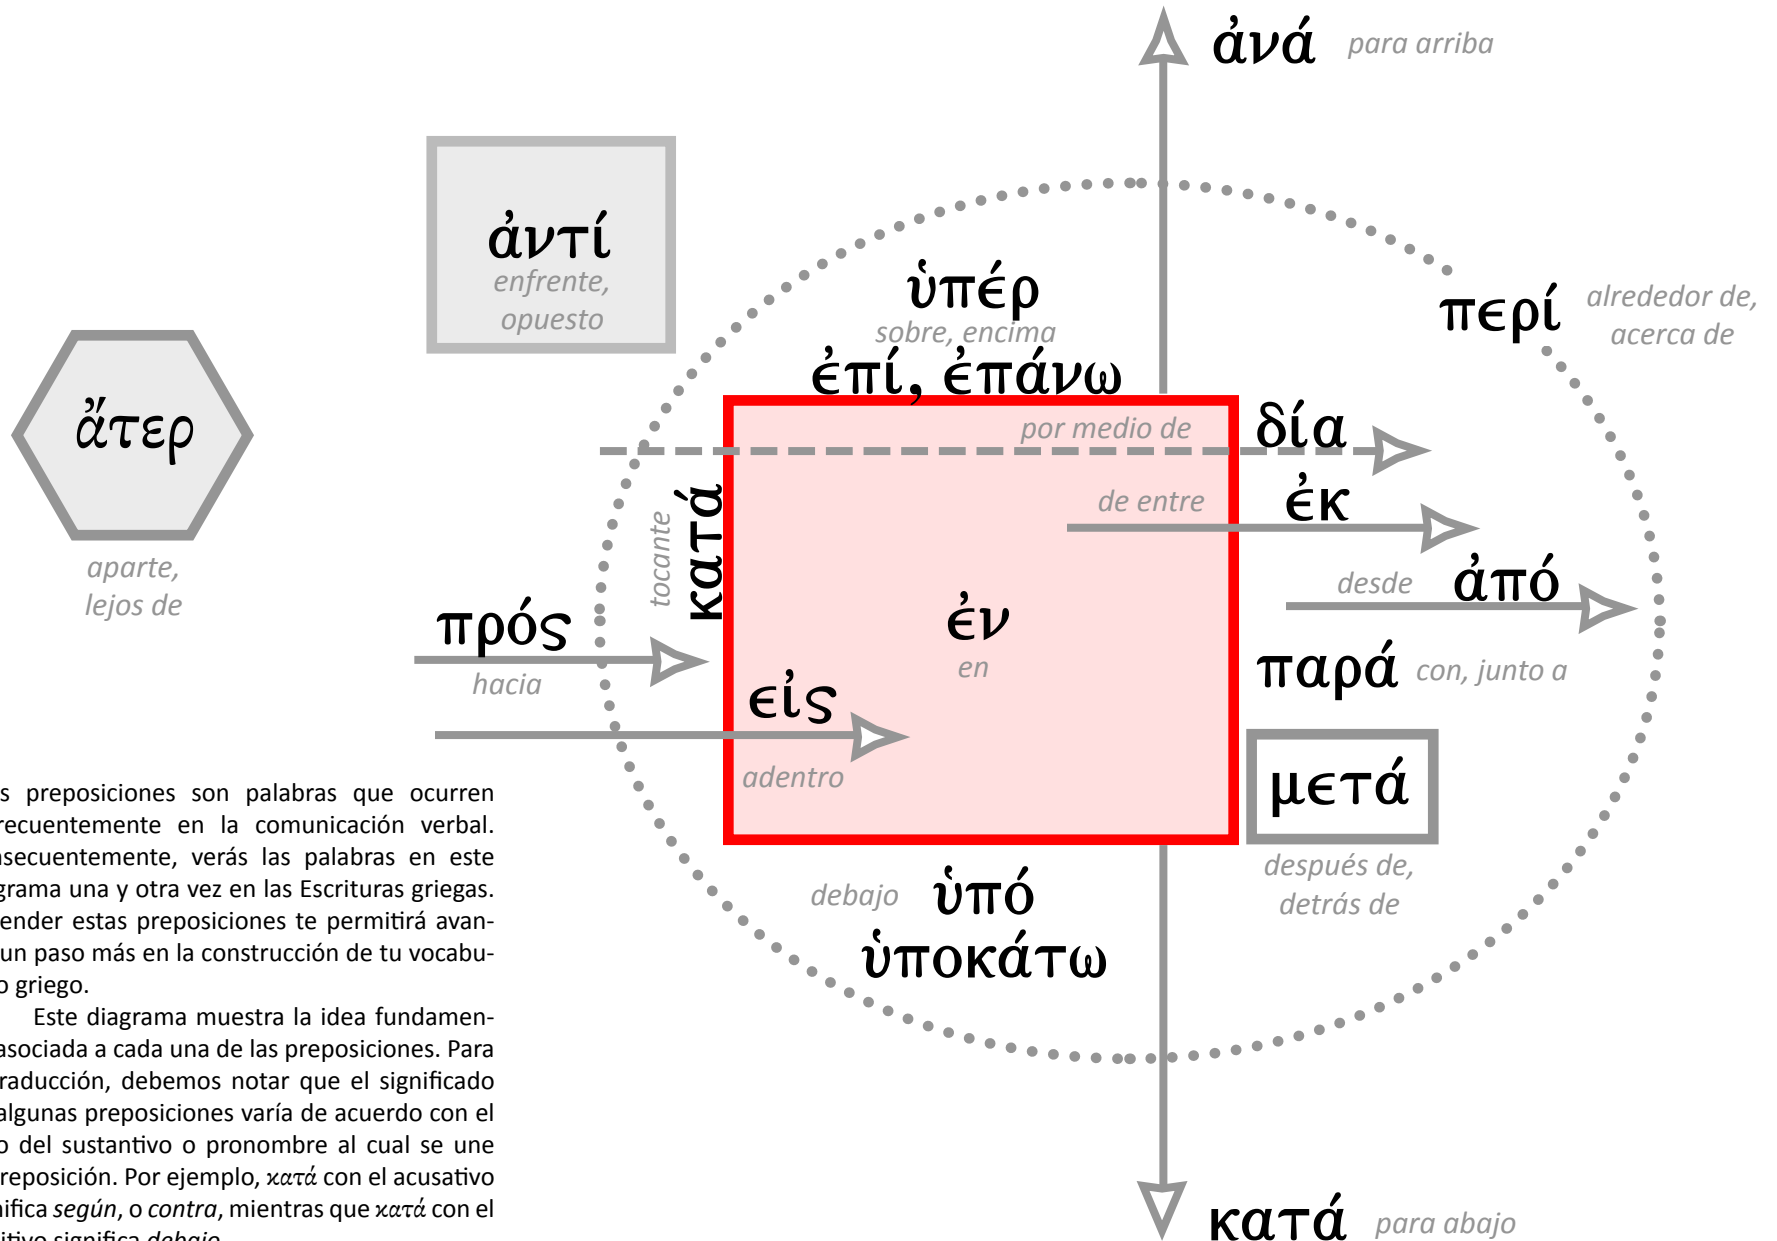 ἀνά para arriba
ἀντί
enfrente,
opuesto
ὑπέρ
sobre, encima
ἐπί, ἐπάνω
περί
alrededor de,
acerca de
ἄτερ
aparte,
lejos de
por medio de δία
de entre ἐκ
desde ἀπό
tocante
κατά
πρός
hacia
ἐν
en
παρά con, junto a
εἰς
adentro
μετά
después de,
detrás de
debajo ὑπό
ὑποκάτω
κατά para abajo
s preposiciones son palabras que ocurren
recuentemente en la comunicación verbal.
nsecuentemente, verás las palabras en este
grama una y otra vez en las Escrituras griegas.
ender estas preposiciones te permitirá avan-
un paso más en la construcción de tu vocabu-
o griego.
Este diagrama muestra la idea fundamen-
asociada a cada una de las preposiciones. Para
raducción, debemos notar que el significado
algunas preposiciones varía de acuerdo con el
o del sustantivo o pronombre al cual se une
reposición. Por ejemplo, κατά con el acusativo
nifica según, o contra, mientras que κατά con el
itivo significa debajo.